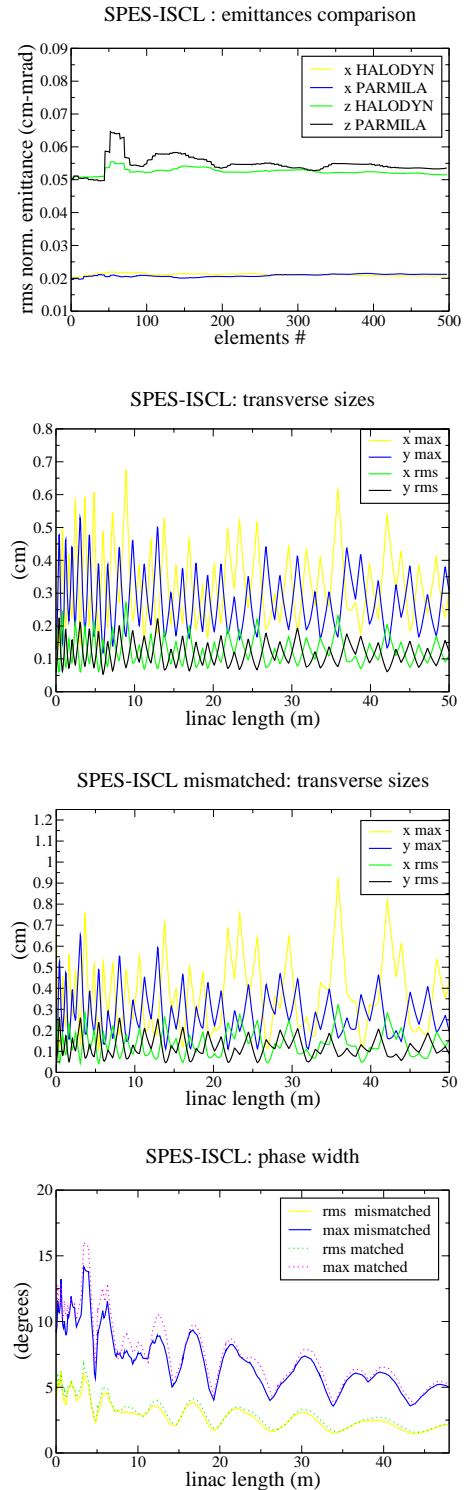 SPES-ISCL : emittances comparison
rms norm. emittance (cm-mrad)
0.09
0.08
0.07
0.06
0.05
0.04
0.03
0.02
0.01
x HALODYN
x PARMILA
z HALODYN
z PARMILA
0 100 200 300 400 500
elements #
SPES-ISCL: transverse sizes
(cm)
0.8
0.7
0.6
0.5
0.4
0.3
0.2
0.1
0
x max
y max
x rms
y rms
0 10 20 30 40 50
linac length (m)
SPES-ISCL mismatched: transverse sizes
(cm)
1.2
1.1
1
0.9
0.8
0.7
0.6
0.5
0.4
0.3
0.2
0.1
0
x max
y max
x rms
y rms
0 10 20 30 40 50
linac length (m)
SPES-ISCL: phase width
(degrees)
20
15
10
5
0
rms mismatched
max mismatched
rms matched
max matched
0 10 20 30 40
linac length (m)